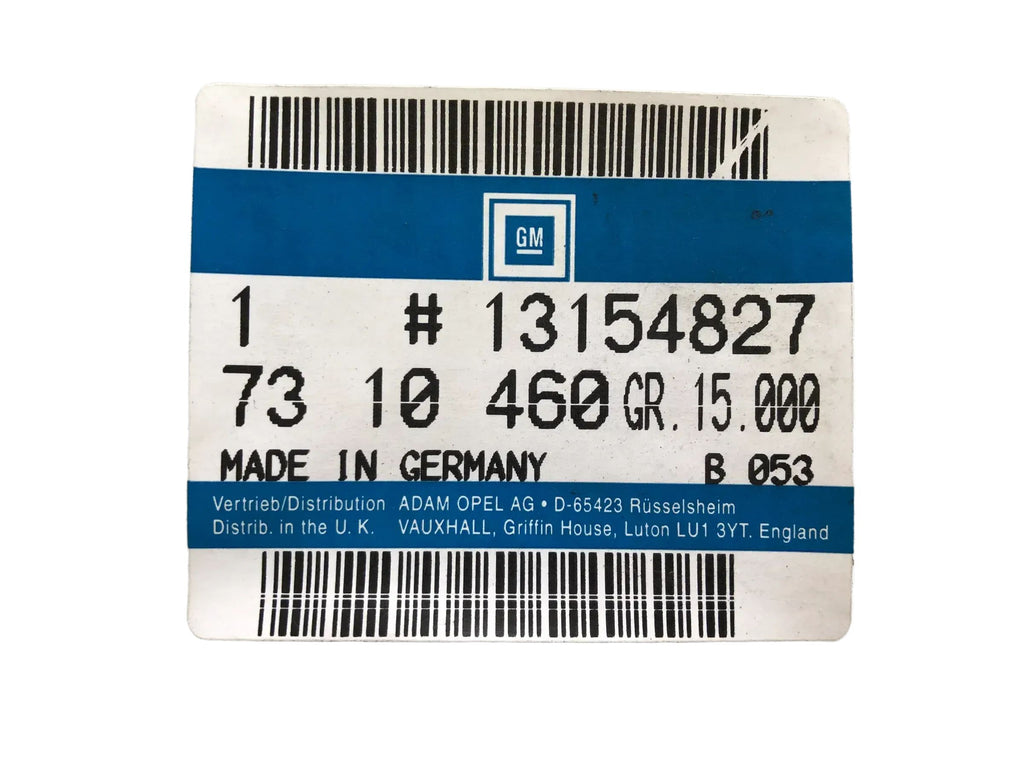 GM
1 # 13154827
73 10 460 GR. 15.000
MADE IN GERMANY B 053
Vertrieb/Distribution ADAM OPEL AG • D-65423 Rüsselsheim
Distrib. in the U. K. VAUXHALL, Griffin House, Luton LU1 3YT. England